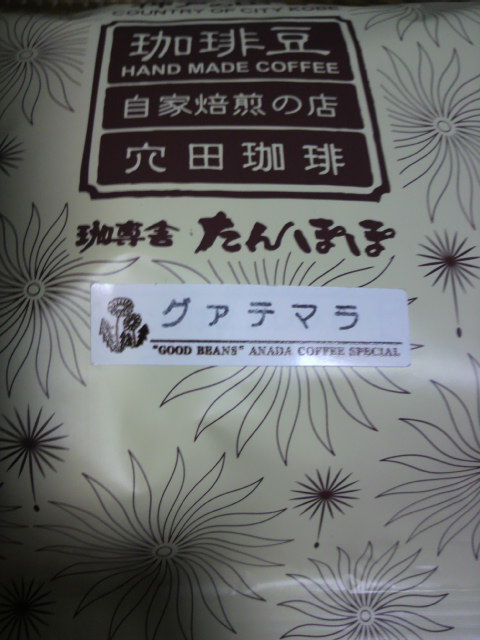 COUNTRY OF CITY KOBE
珈琲豆
HAND MADE COFFEE
自家焙煎の店
穴田珈琲
珈専舎 たんぽぽ
グァテマラ
"GOOD BEANS" ANADA COFFEE SPECIAL